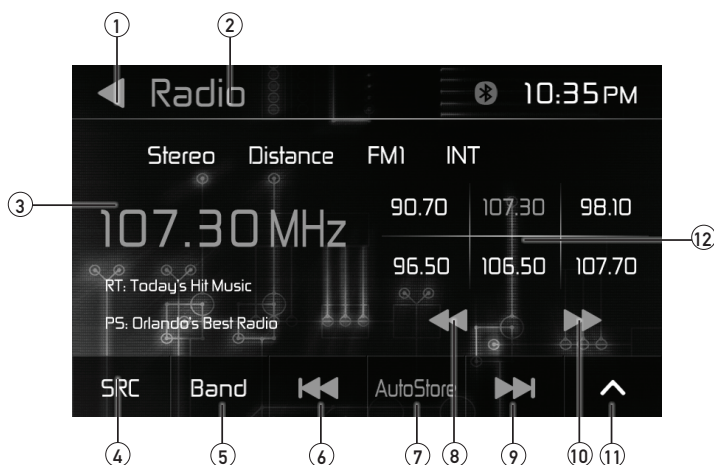 1 2
Radio 10:35 PM
Stereo Distance FM1 INT
3
107.30 MHz
90.70 107.30 98.10
12
96.50 106.50 107.70
RT: Today's Hit Music
PS: Orlando's Best Radio
SRC Band AutoStore
4 5 6 7 8 9 10 11